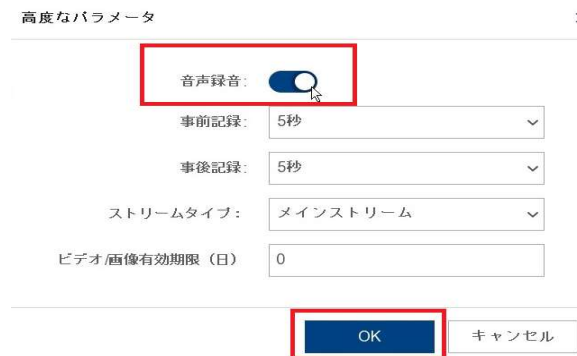 高度なパラメータ
音声録音:
事前記録: 5秒
事後記録: 5秒
ストリームタイプ： メインストリーム
ビデオ/画像有効期限（日） 0
OK キャンセル